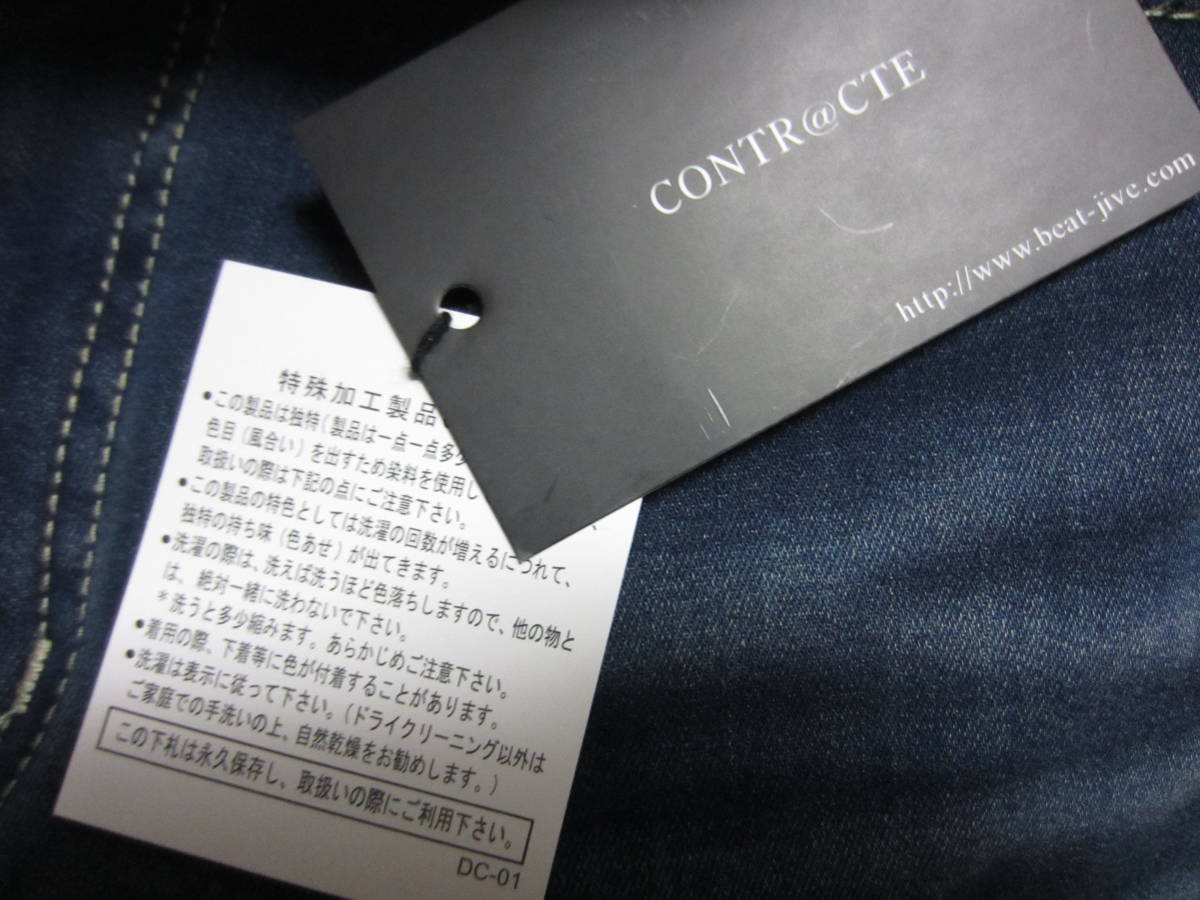 CONTR@CTE
http://www.beat-jive.com
特殊加工製品
●この製品は独特(製品は一点一点多少
色目(風合い)を出すため染料を使用し
取扱いの際は下記の点にご注意下さい。
●この製品の特色としては洗濯の回数が増えるにつれて、
独特の持ち味(色あせ)が出てきます。
●洗濯の際は、洗えば洗うほど色落ちしますので、他の物と
は、絶対一緒に洗わないで下さい。
*洗うと多少縮みます。あらかじめご注意下さい。
●着用の際、下着等に色が付着することがあります。
●洗濯は表示に従って下さい。(ドライクリーニング以外は
ご家庭での手洗いの上、自然乾燥をお勧めします。)
この下札は永久保存し、取扱いの際にご利用下さい。
DC-01